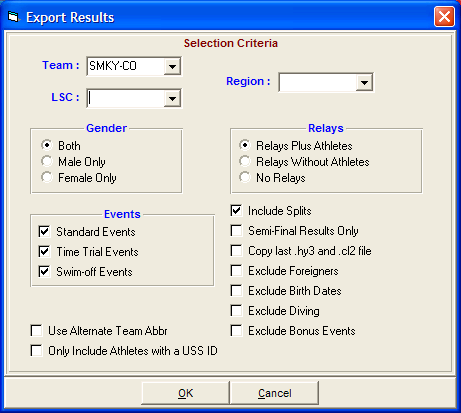 Export Results
Selection Criteria
Team : SMKY-CO
Region :
LSC :
Gender
Both
Male Only
Female Only
Relays
Relays Plus Athletes
Relays Without Athletes
No Relays
Events
Standard Events
Time Trial Events
Swim-off Events
Include Splits
Semi-Final Results Only
Copy last .hy3 and .cl2 file
Exclude Foreigners
Exclude Birth Dates
Exclude Diving
Exclude Bonus Events
Use Alternate Team Abbr
Only Include Athletes with a USS ID
OK
Cancel